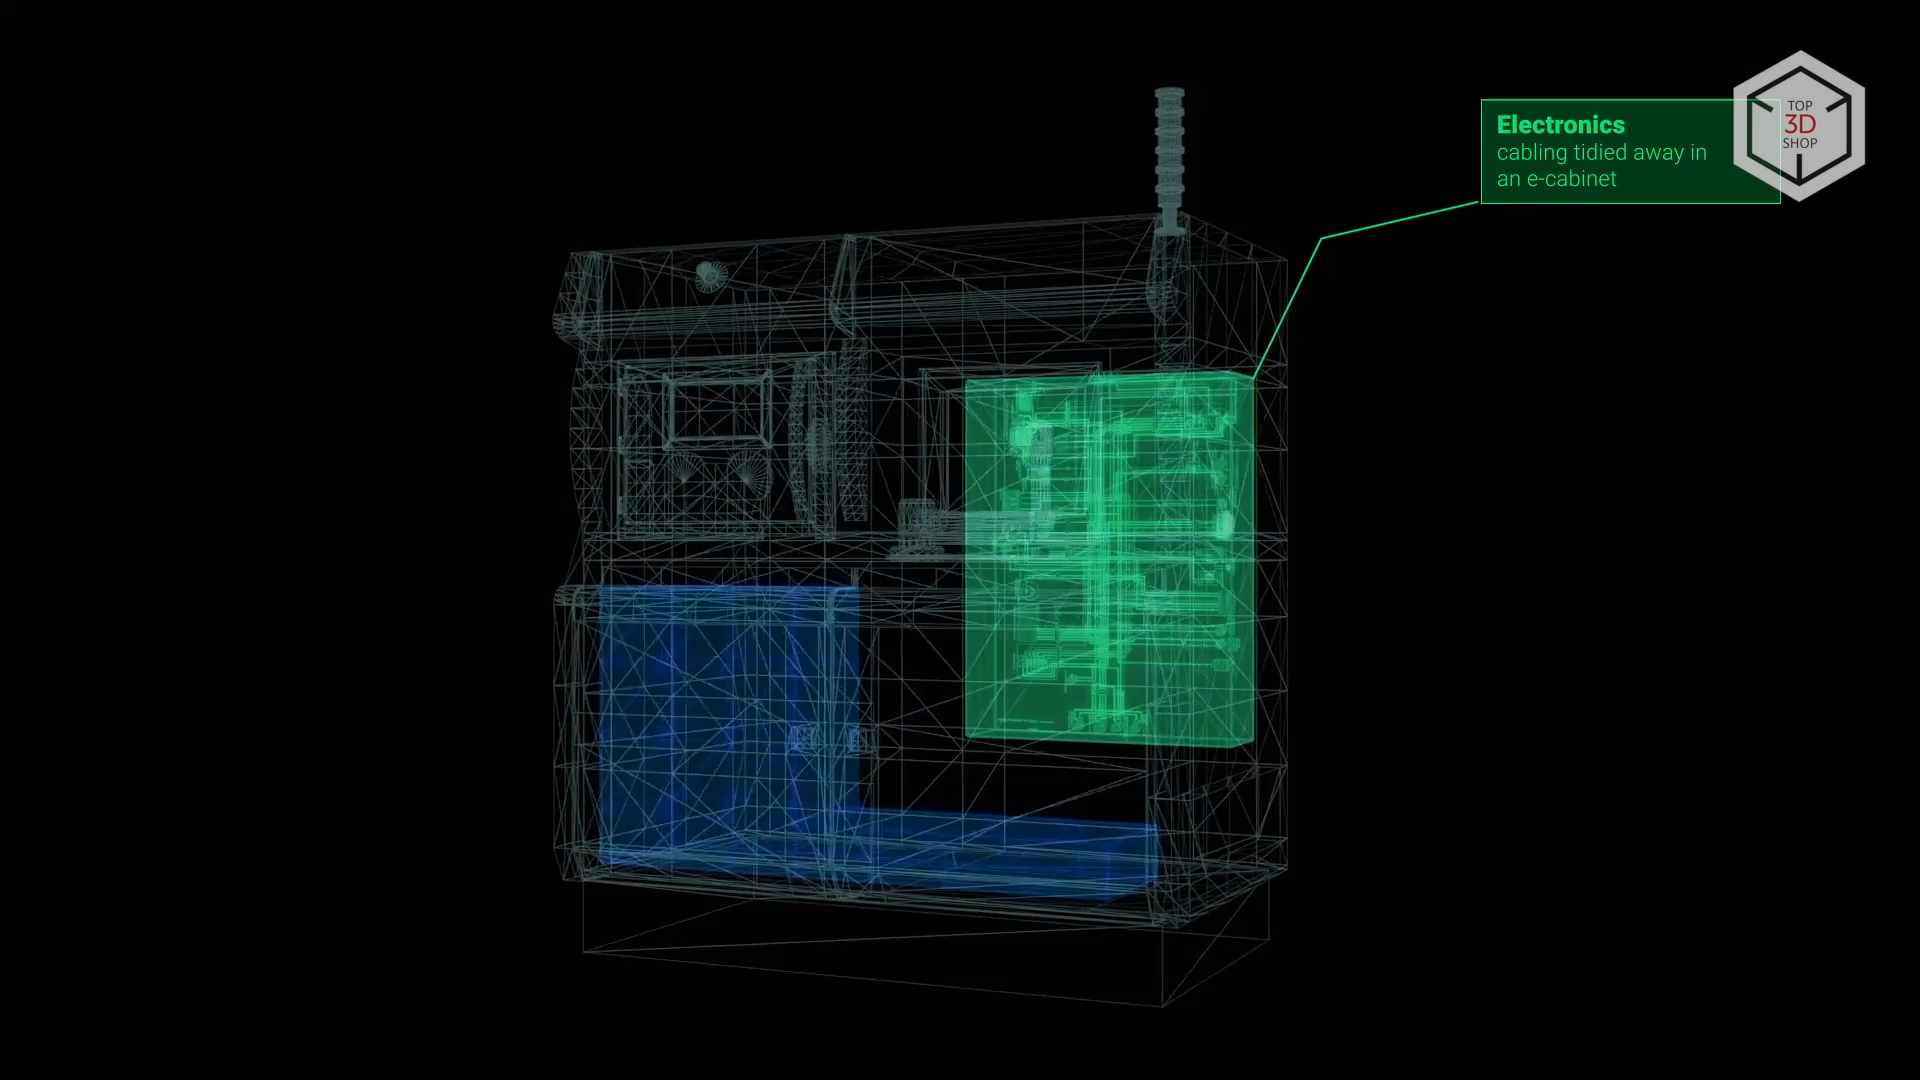 Electronics
cabling tidied away in
an e-cabinet
TOP
3D
SHOP